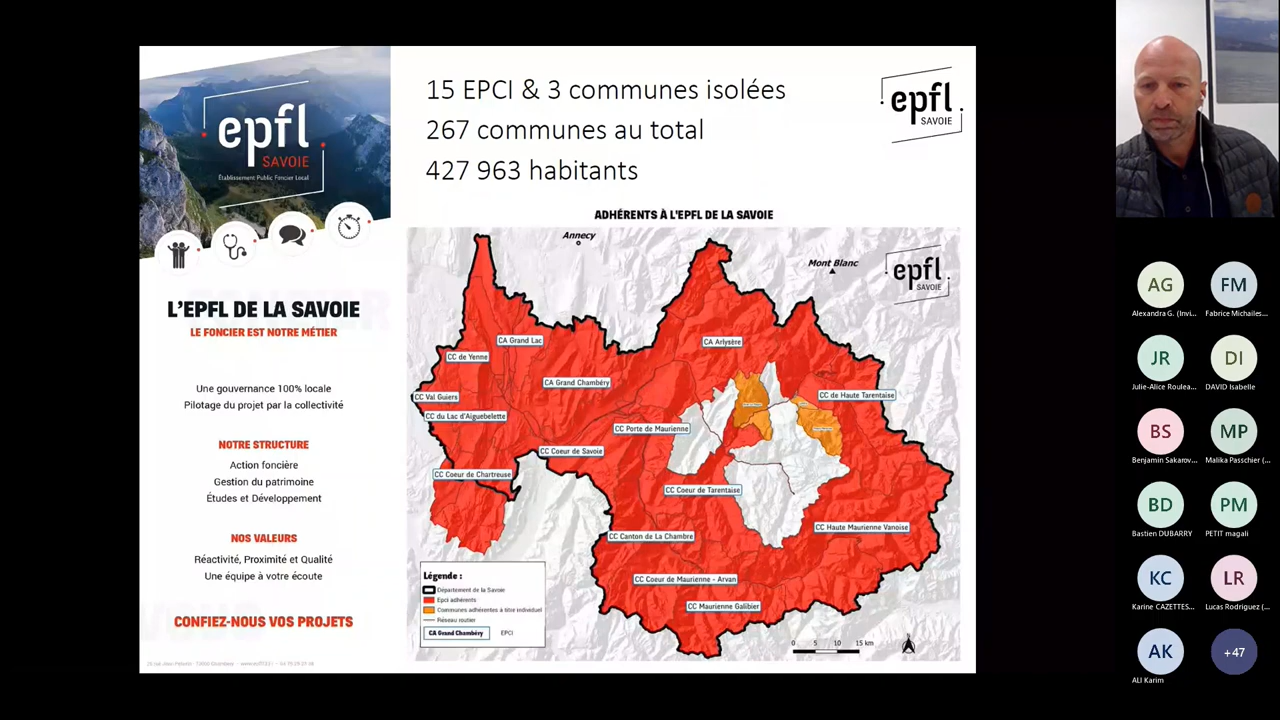 epfl
SAVOIE
Établissement Public Foncier Local
L'EPFL DE LA SAVOIE
LE FONCIER EST NOTRE MÉTIER
Une gouvernance 100% locale
Pilotage du projet par la collectivité
NOTRE STRUCTURE
Action foncière
Gestion du patrimoine
Études et Développement
NOS VALEURS
Réactivité, Proximité et Qualité
Une équipe à votre écoute
CONFIEZ-NOUS VOS PROJETS
15 EPCI & 3 communes isolées
267 communes au total
427 963 habitants
epfl
SAVOIE
ADHÉRENTS À L'EPFL DE LA SAVOIE
Annecy
Mont Blanc
epfl
SAVOIE
CA Grand Lac
CA Arlysère
CC de Yenne
CA Grand Chambéry
CC Val Guiers
CC de Haute Tarentaise
CC du Lac d'Aiguebelette
CC Porte de Maurienne
CC Coeur de Savoie
CC Coeur de Chartreuse
CC Coeur de Tarentaise
CC Canton de La Chambre
CC Haute Maurienne Vanoise
CC Coeur de Maurienne - Arvan
CC Maurienne Galibier
Légende :
Département de la Savoie
Epci adhérents
Communes adhérentes à titre individuel
Réseau routier
CA Grand Chambéry
EPCI
0 5 10 15 km
AG
Alexandra G. (Invi...
FM
Fabrice Michailes...
JR
Julie-Alice Roulea...
DI
DAVID Isabelle
BS
Benjamin Sakarov...
MP
Malika Passchier (...
BD
Bastien DUBARRY
PM
PETIT magali
KC
Karine CAZETTES...
LR
Lucas Rodriguez (...
AK
ALI Karim
+47